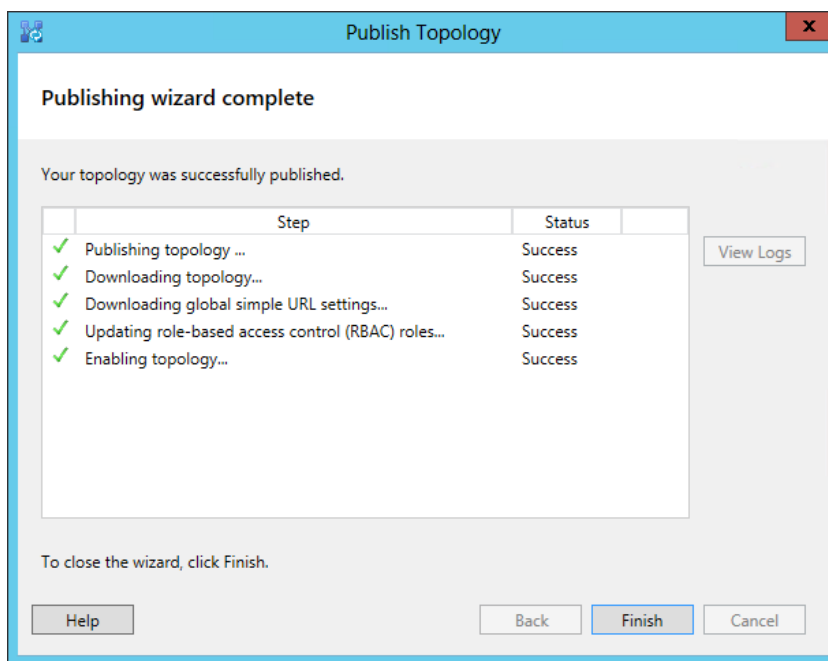 Publish Topology
x
Publishing wizard complete
Your topology was successfully published.
Step Status
Publishing topology ... Success
View Logs
Downloading topology... Success
Downloading global simple URL settings... Success
Updating role-based access control (RBAC) roles... Success
Enabling topology... Success
To close the wizard, click Finish.
Help Back Finish Cancel